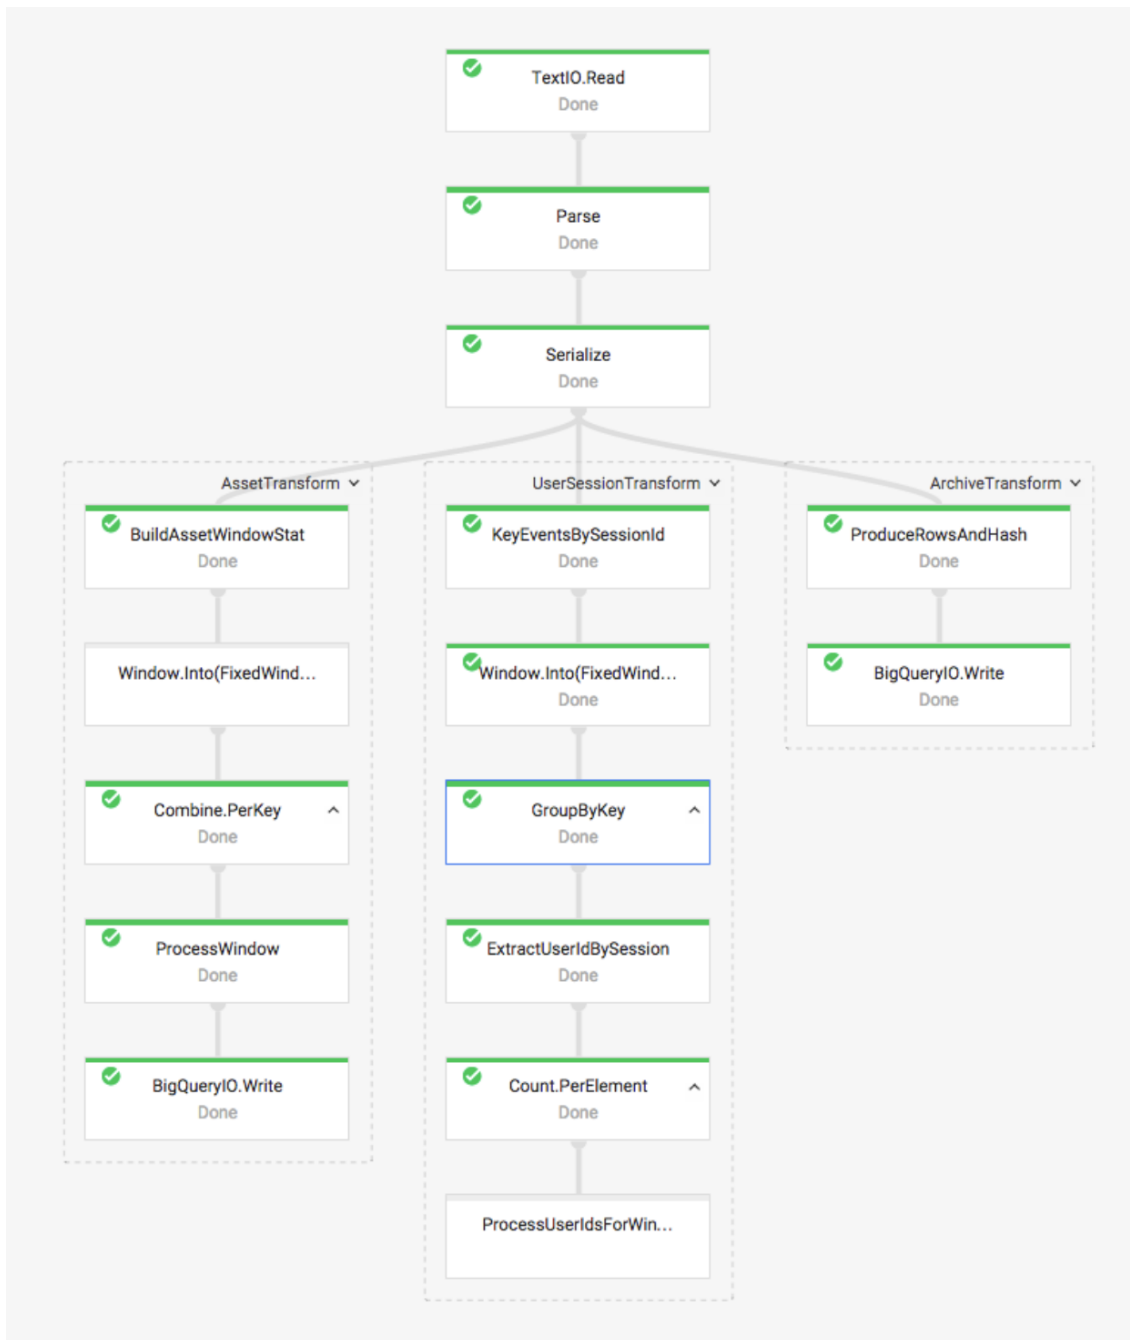 TextIO.Read
Done
Parse
Done
Serialize
Done
AssetTransform
BuildAssetWindowStat
Done
Window.Into(FixedWind...
Combine.PerKey
Done
ProcessWindow
Done
BigQueryIO.Write
Done
UserSessionTransform
KeyEventsBySessionId
Done
Window.Into(FixedWind...
Done
GroupByKey
Done
ExtractUserIdBySession
Done
Count.PerElement
Done
ProcessUserIdsForWin...
ArchiveTransform
ProduceRowsAndHash
Done
BigQueryIO.Write
Done